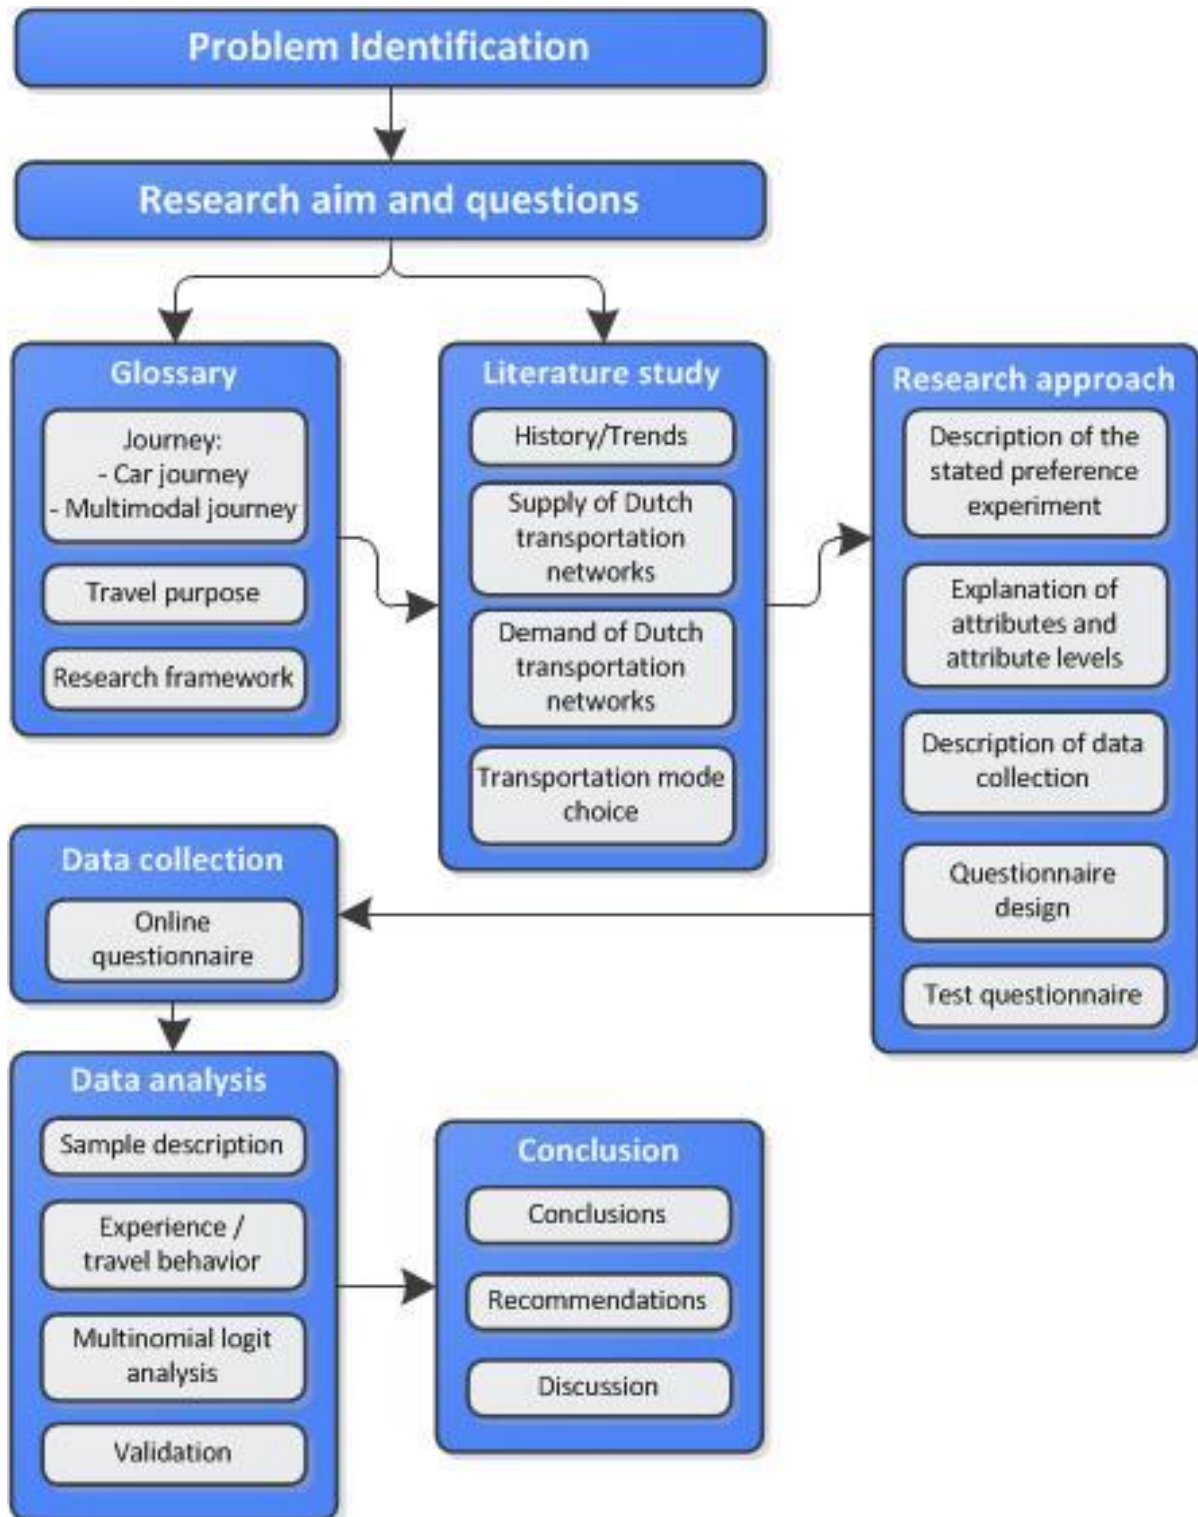 Problem Identification
Research aim and questions
Glossary
Journey:
- Car journey
- Multimodal journey
Travel purpose
Research framework
Literature study
History/Trends
Supply of Dutch
transportation
networks
Demand of Dutch
transportation
networks
Transportation mode
choice
Research approach
Description of the
stated preference
experiment
Explanation of
attributes and
attribute levels
Description of data
collection
Questionnaire
design
Test questionnaire
Data collection
Online
questionnaire
Data analysis
Sample description
Experience /
travel behavior
Multinomial logit
analysis
Validation
Conclusion
Conclusions
Recommendations
Discussion